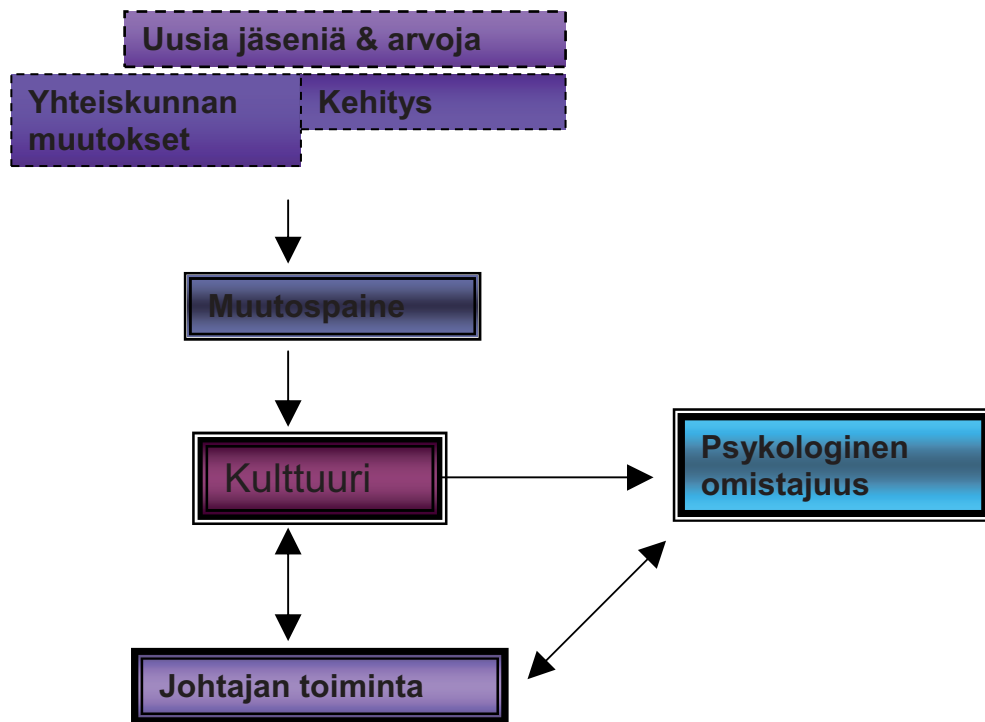 Uusia jäseniä & arvoja
Yhteiskunnan
muutokset
Kehitys
Muutospaine
Kulttuuri
Psykologinen
omistajuus
Johtajan toiminta